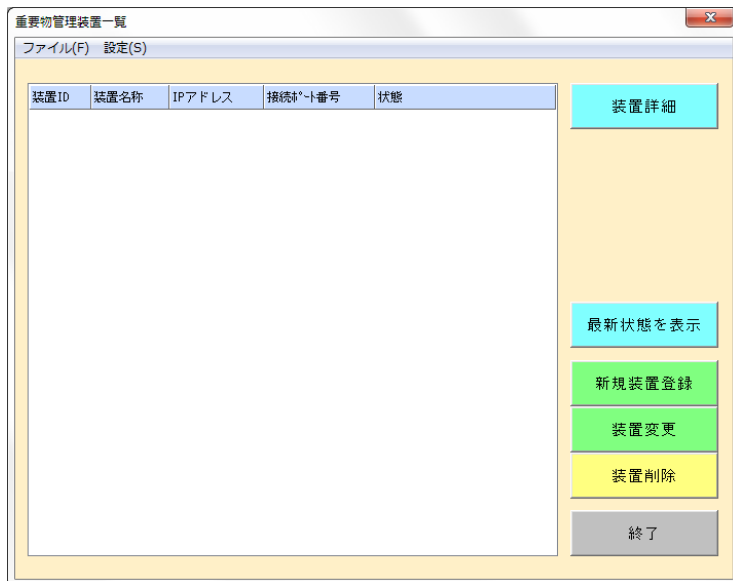 重要物管理装置一覧
ファイル(F) 設定(S)
装置ID 装置名称 IPアドレス 接続ﾎﾟｰﾄ番号 状態
装置詳細
最新状態を表示
新規装置登録
装置変更
装置削除
終了